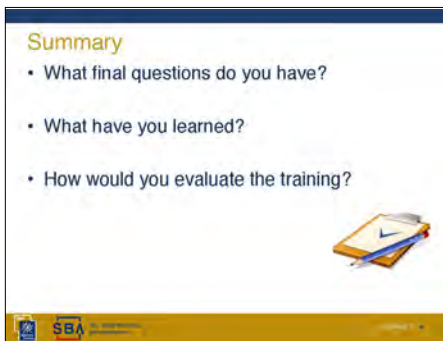 Summary
• What final questions do you have?
• What have you learned?
• How would you evaluate the training?
SBA